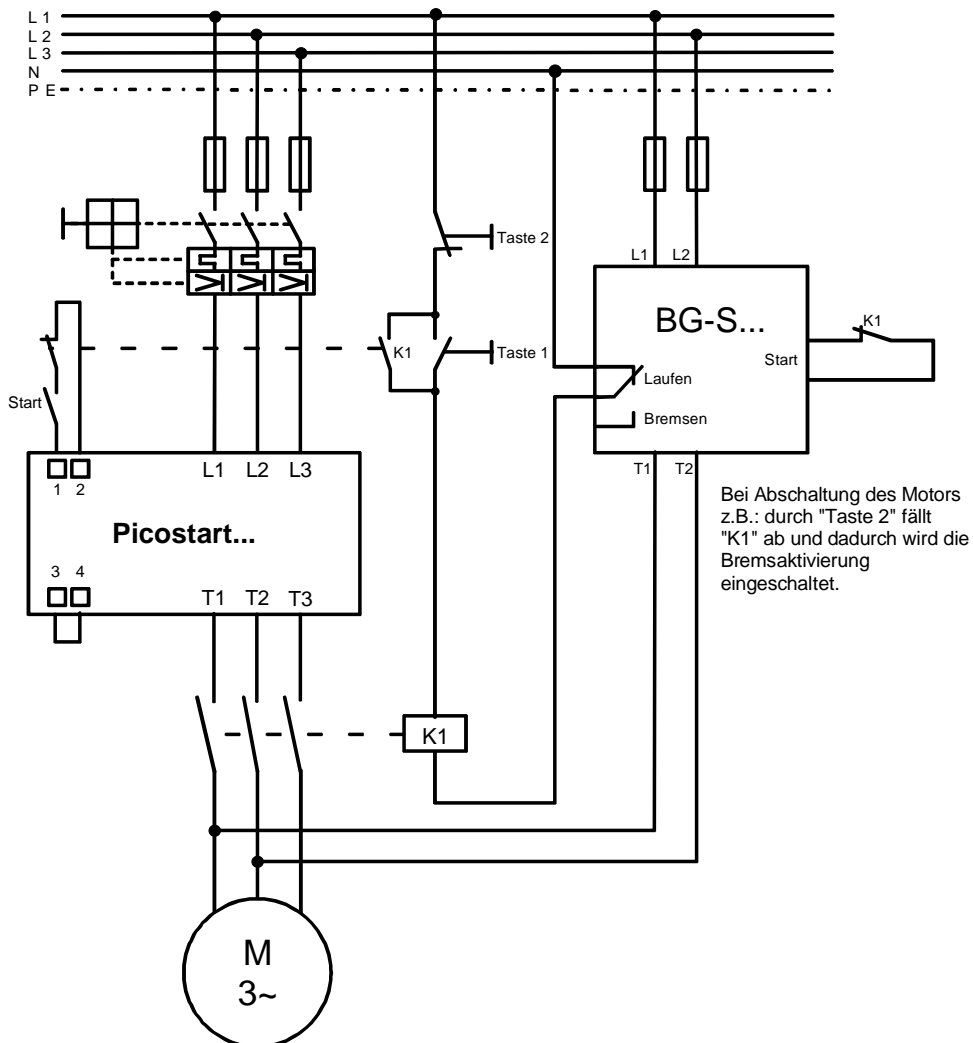 L 1
L 2
L 3
N
P E
Taste 2
L1 L2
BG-S...
K1
K1
Taste 1
Start
Laufen
Start
Bremsen
L1 L2 L3
T1 T2
1 2
Picostart...
Bei Abschaltung des Motors
z.B.: durch "Taste 2" fällt
"K1" ab und dadurch wird die
Bremsaktivierung
eingeschaltet.
3 4
T1 T2 T3
K1
M
3~